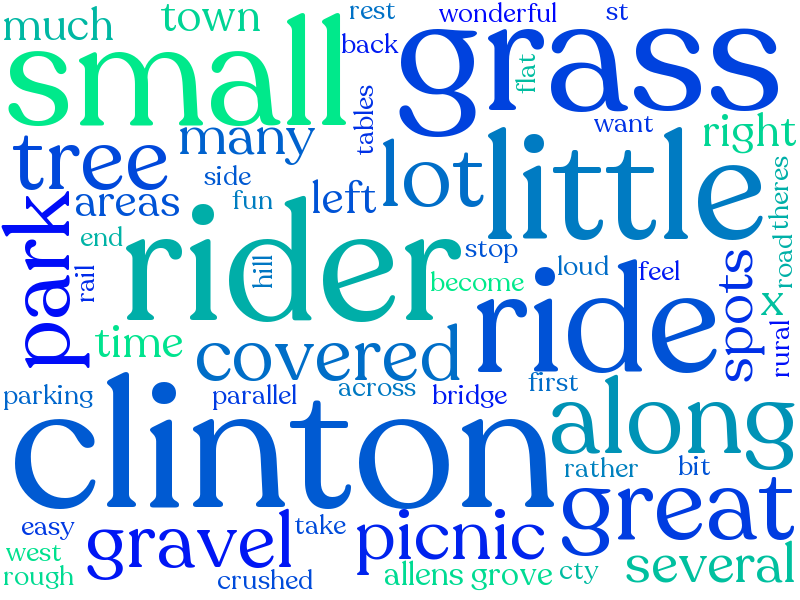 much town rest wonderful st
small back grass flat
tree many tables want right
park areas side fun left lot little theres
end rail rider hill stop loud feel road
become ride spots x rural
time covered
parking parallel across bridge first
clinton along
rather bit
easy gravel take picnic great
west rough crushed allens grove cty several